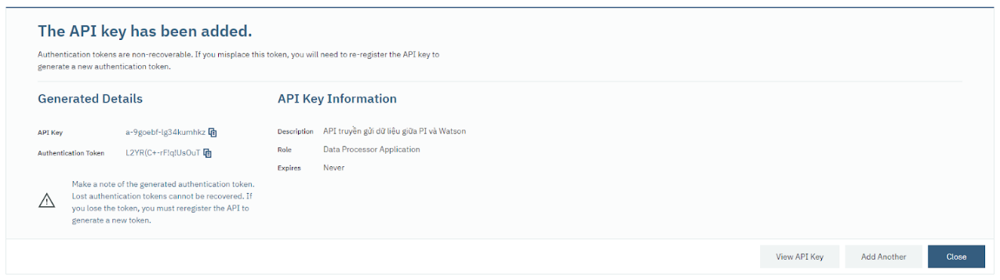 The API key has been added.
Authentication tokens are non-recoverable. If you misplace this token, you will need to re-register the API key to
generate a new authentication token.
Generated Details
API Key a-9goebf-lg34kumhkz
Authentication Token L2YR(C+-rF!q!UsOuT
Make a note of the generated authentication token.
Lost authentication tokens cannot be recovered. If
you lose the token, you must reregister the API to
generate a new token.
API Key Information
Description API truyền gửi dữ liệu giữa PI và Watson
Role Data Processor Application
Expires Never
View API Key
Add Another
Close